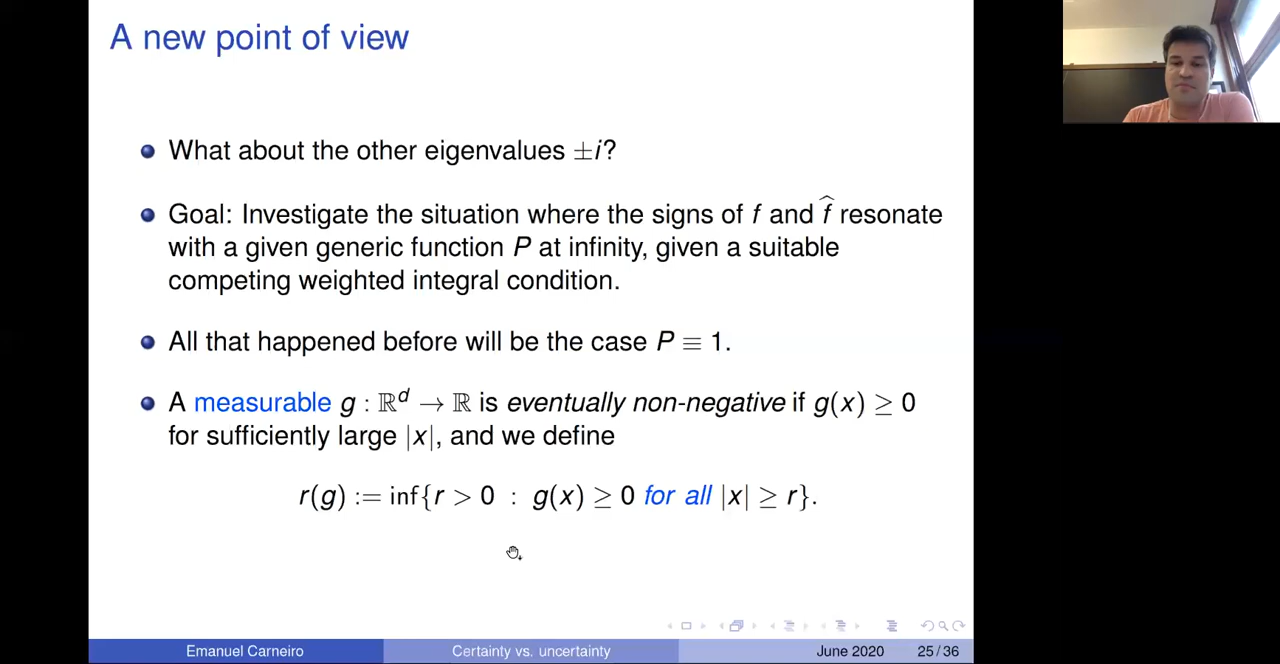 A new point of view
What about the other eigenvalues ±i?
Goal: Investigate the situation where the signs of f and f̂ resonate
with a given generic function P at infinity, given a suitable
competing weighted integral condition.
All that happened before will be the case P ≡ 1.
A measurable g : ℝᵈ → ℝ is eventually non-negative if g(x) ≥ 0
for sufficiently large |x|, and we define
r(g) := inf{r > 0 : g(x) ≥ 0 for all |x| ≥ r}.
Emanuel Carneiro
Certainty vs. uncertainty
June 2020
25 / 36